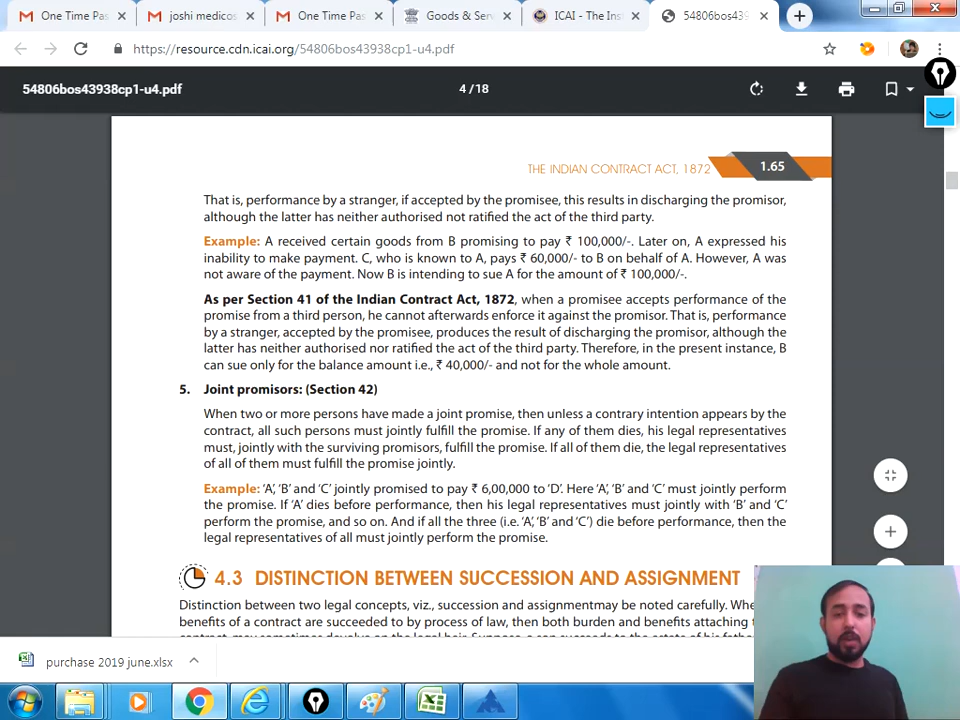 One Time Pas
joshi medicos
One Time Pas
Goods & Serv
ICAI - The Ins
54806bos439
https://resource.cdn.icai.org/54806bos43938cp1-u4.pdf
54806bos43938cp1-u4.pdf
4 / 18
THE INDIAN CONTRACT ACT, 1872
1.65
That is, performance by a stranger, if accepted by the promisee, this results in discharging the promisor,
although the latter has neither authorised not ratified the act of the third party.
Example: A received certain goods from B promising to pay ₹ 100,000/-. Later on, A expressed his
inability to make payment. C, who is known to A, pays ₹ 60,000/- to B on behalf of A. However, A was
not aware of the payment. Now B is intending to sue A for the amount of ₹ 100,000/-.
As per Section 41 of the Indian Contract Act, 1872, when a promisee accepts performance of the
promise from a third person, he cannot afterwards enforce it against the promisor. That is, performance
by a stranger, accepted by the promisee, produces the result of discharging the promisor, although the
latter has neither authorised nor ratified the act of the third party. Therefore, in the present instance, B
can sue only for the balance amount i.e., ₹ 40,000/- and not for the whole amount.
5. Joint promisors: (Section 42)
When two or more persons have made a joint promise, then unless a contrary intention appears by the
contract, all such persons must jointly fulfill the promise. If any of them dies, his legal representatives
must, jointly with the surviving promisors, fulfill the promise. If all of them die, the legal representatives
of all of them must fulfill the promise jointly.
Example: ‘A’, ‘B’ and ‘C’ jointly promised to pay ₹ 6,00,000 to ‘D’. Here ‘A’, ‘B’ and ‘C’ must jointly perform
the promise. If ‘A’ dies before performance, then his legal representatives must jointly with ‘B’ and ‘C’
perform the promise, and so on. And if all the three (i.e. ‘A’, ‘B’ and ‘C’) die before performance, then the
legal representatives of all must jointly perform the promise.
4.3 DISTINCTION BETWEEN SUCCESSION AND ASSIGNMENT
Distinction between two legal concepts, viz., succession and assignmentmay be noted carefully. Whe
benefits of a contract are succeeded to by process of law, then both burden and benefits attaching
contract, may sometimes devolve on the legal heir. Suppose, a son succeeds to the estate of his fath
purchase 2019 june.xlsx